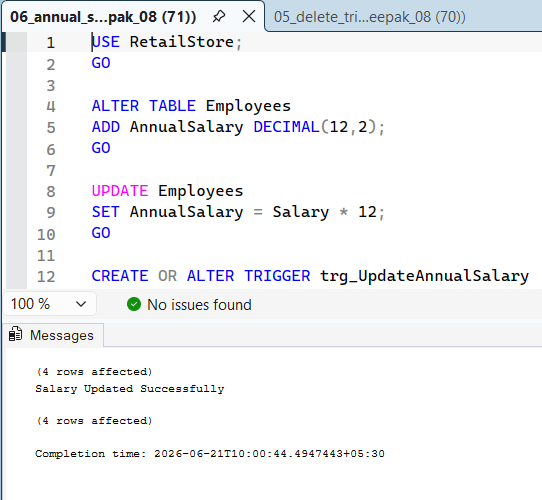 06_annual_s...pak_08 (71))
05_delete_tri...eepak_08 (70))
1 USE RetailStore;
2 GO
3
4 ALTER TABLE Employees
5 ADD AnnualSalary DECIMAL(12,2);
6 GO
7
8 UPDATE Employees
9 SET AnnualSalary = Salary * 12;
10 GO
11
12 CREATE OR ALTER TRIGGER trg_UpdateAnnualSalary
100 %
No issues found
Messages
(4 rows affected)
Salary Updated Successfully
(4 rows affected)
Completion time: 2026-06-21T10:00:44.4947443+05:30